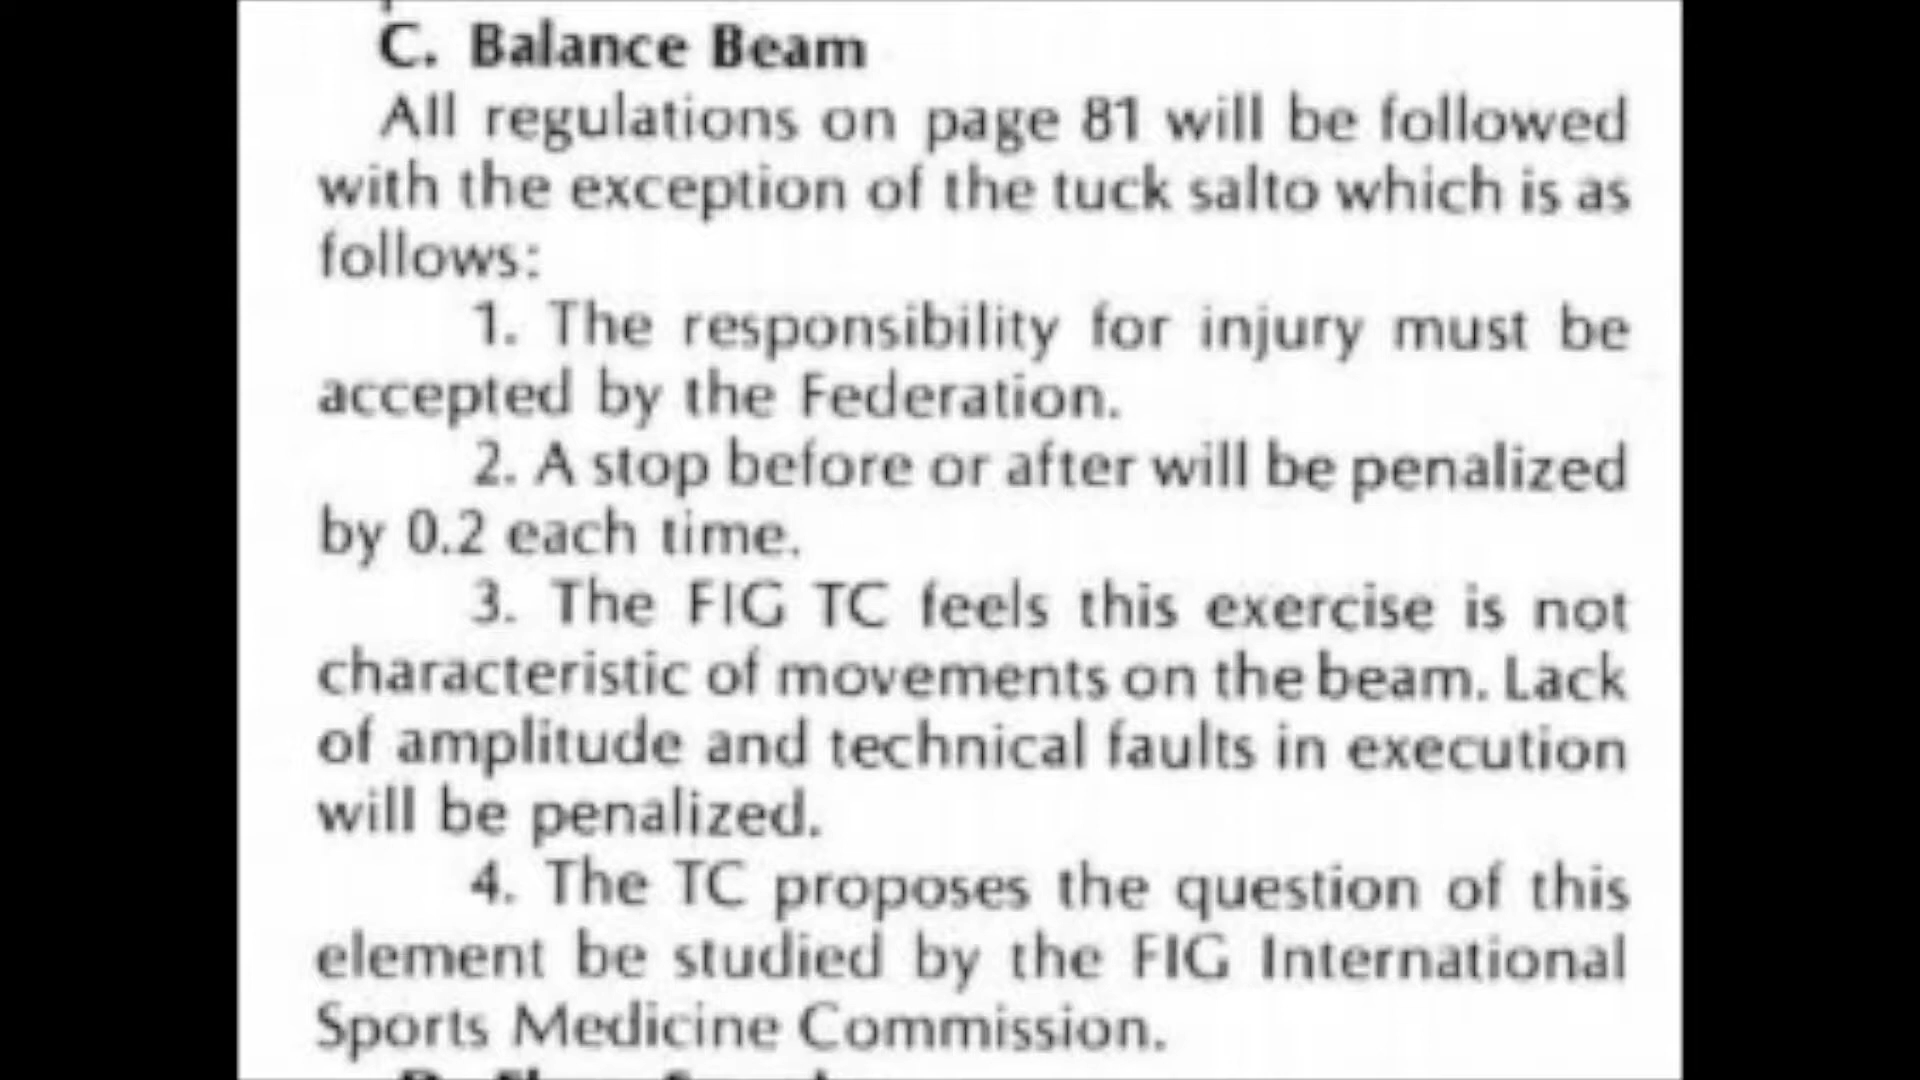 C. Balance Beam
All regulations on page 81 will be followed
with the exception of the tuck salto which is as
follows:
1. The responsibility for injury must be
accepted by the Federation.
2. A stop before or after will be penalized
by 0.2 each time.
3. The FIG TC feels this exercise is not
characteristic of movements on the beam. Lack
of amplitude and technical faults in execution
will be penalized.
4. The TC proposes the question of this
element be studied by the FIG International
Sports Medicine Commission.